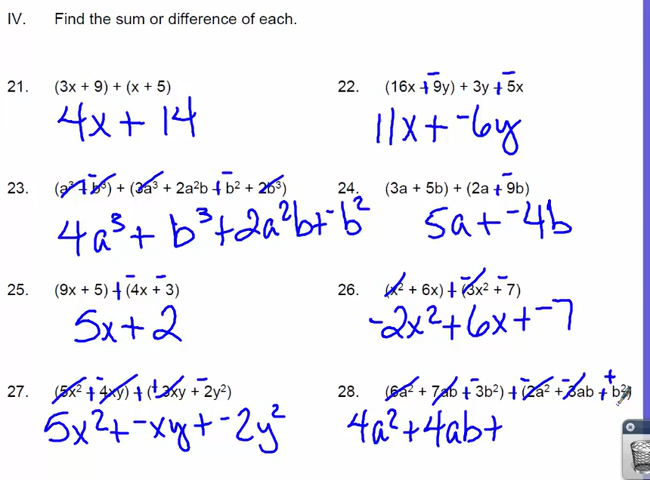 IV. Find the sum or difference of each.
21. (3x + 9) + (x + 5)
4x + 14
22. (16x + ⁻9y) + 3y + ⁻5x
11x + ⁻6y
23. (a³ + ⁻b³) + (3a³ + 2a²b + ⁻b² + 2b³)
4a³ + b³ + 2a²b + ⁻b²
24. (3a + 5b) + (2a + ⁻9b)
5a + ⁻4b
25. (9x + 5) + (⁻4x + ⁻3)
5x + 2
26. (x² + 6x) + (⁻3x² + ⁻7)
⁻2x² + 6x + ⁻7
27. (5x² + ⁻4xy) + (⁺3xy + ⁻2y²)
5x² + ⁻xy + ⁻2y²
28. (6a² + 7ab + ⁻3b²) + (⁻2a² + ⁻3ab + ⁺b²)
4a² + 4ab +